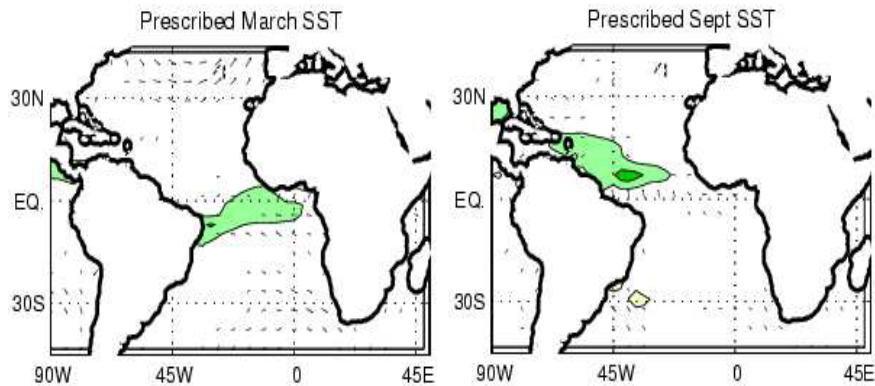 Prescribed March SST
Prescribed Sept SST
30N
EQ.
30S
90W
45W
0
45E
30N
EQ.
30S
90W
45W
0
45E